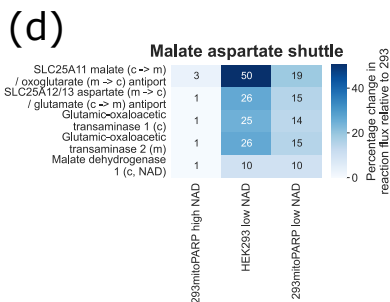 (d)
Malate aspartate shuttle
SLC25A11 malate (c -> m)
/ oxoglutarate (m -> c) antiport
SLC25A12/13 aspartate (m -> c)
/ glutamate (c -> m) antiport
Glutamic-oxaloacetic
transaminase 1 (c)
Glutamic-oxaloacetic
transaminase 2 (m)
Malate dehydrogenase
1 (c, NAD)
3 50 19
1 26 15
1 25 14
1 26 15
1 10 10
293mitoPARP high NAD
HEK293 low NAD
293mitoPARP low NAD
40
20
0
Percentage change in
reaction flux relative to 293